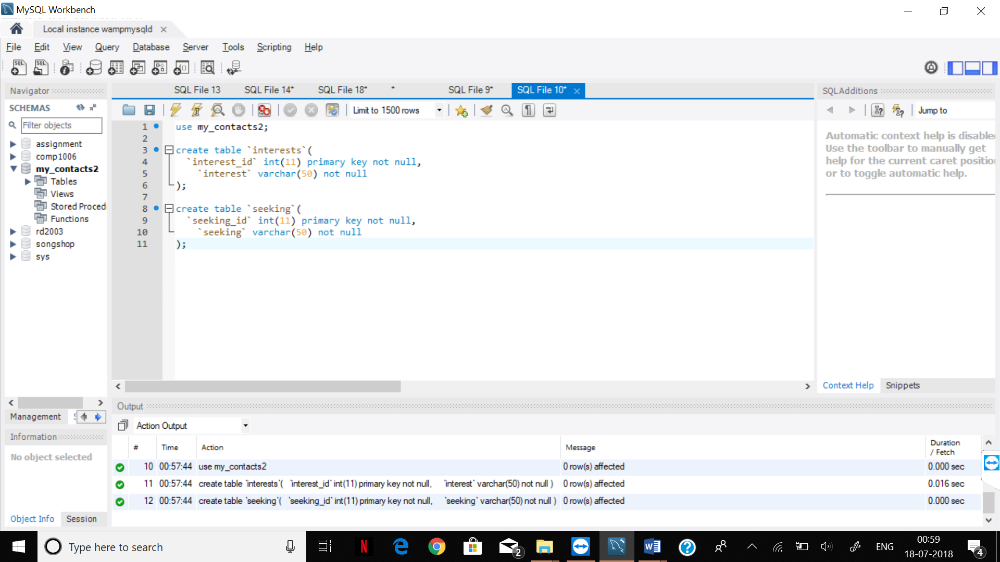 MySQL Workbench
Local instance wampmysqld
File Edit View Query Database Server Tools Scripting Help
Navigator
SCHEMAS
Filter objects
assignment
comp1006
my_contacts2
Tables
Views
Stored Proced
Functions
rd2003
songshop
sys
Management
Information
No object selected
Object Info Session
SQL File 13 SQL File 14* SQL File 18* * SQL File 9* SQL File 10*
Limit to 1500 rows
1 use my_contacts2;
2
3 create table `interests`(
4 `interest_id` int(11) primary key not null,
5 `interest` varchar(50) not null
6 );
7
8 create table `seeking`(
9 `seeking_id` int(11) primary key not null,
10 `seeking` varchar(50) not null
11 );
SQLAdditions
Jump to
Automatic context help is disable
Use the toolbar to manually get
help for the current caret positio
or to toggle automatic help.
Context Help Snippets
Output
Action Output
# Time Action Message Duration / Fetch
10 00:57:44 use my_contacts2 0 row(s) affected 0.000 sec
11 00:57:44 create table `interests`( `interest_id` int(11) primary key not null, `interest` varchar(50) not null ) 0 row(s) affected 0.016 sec
12 00:57:44 create table `seeking`( `seeking_id` int(11) primary key not null, `seeking` varchar(50) not null ) 0 row(s) affected 0.000 sec
Type here to search
2
ENG
00:59
18-07-2018
4